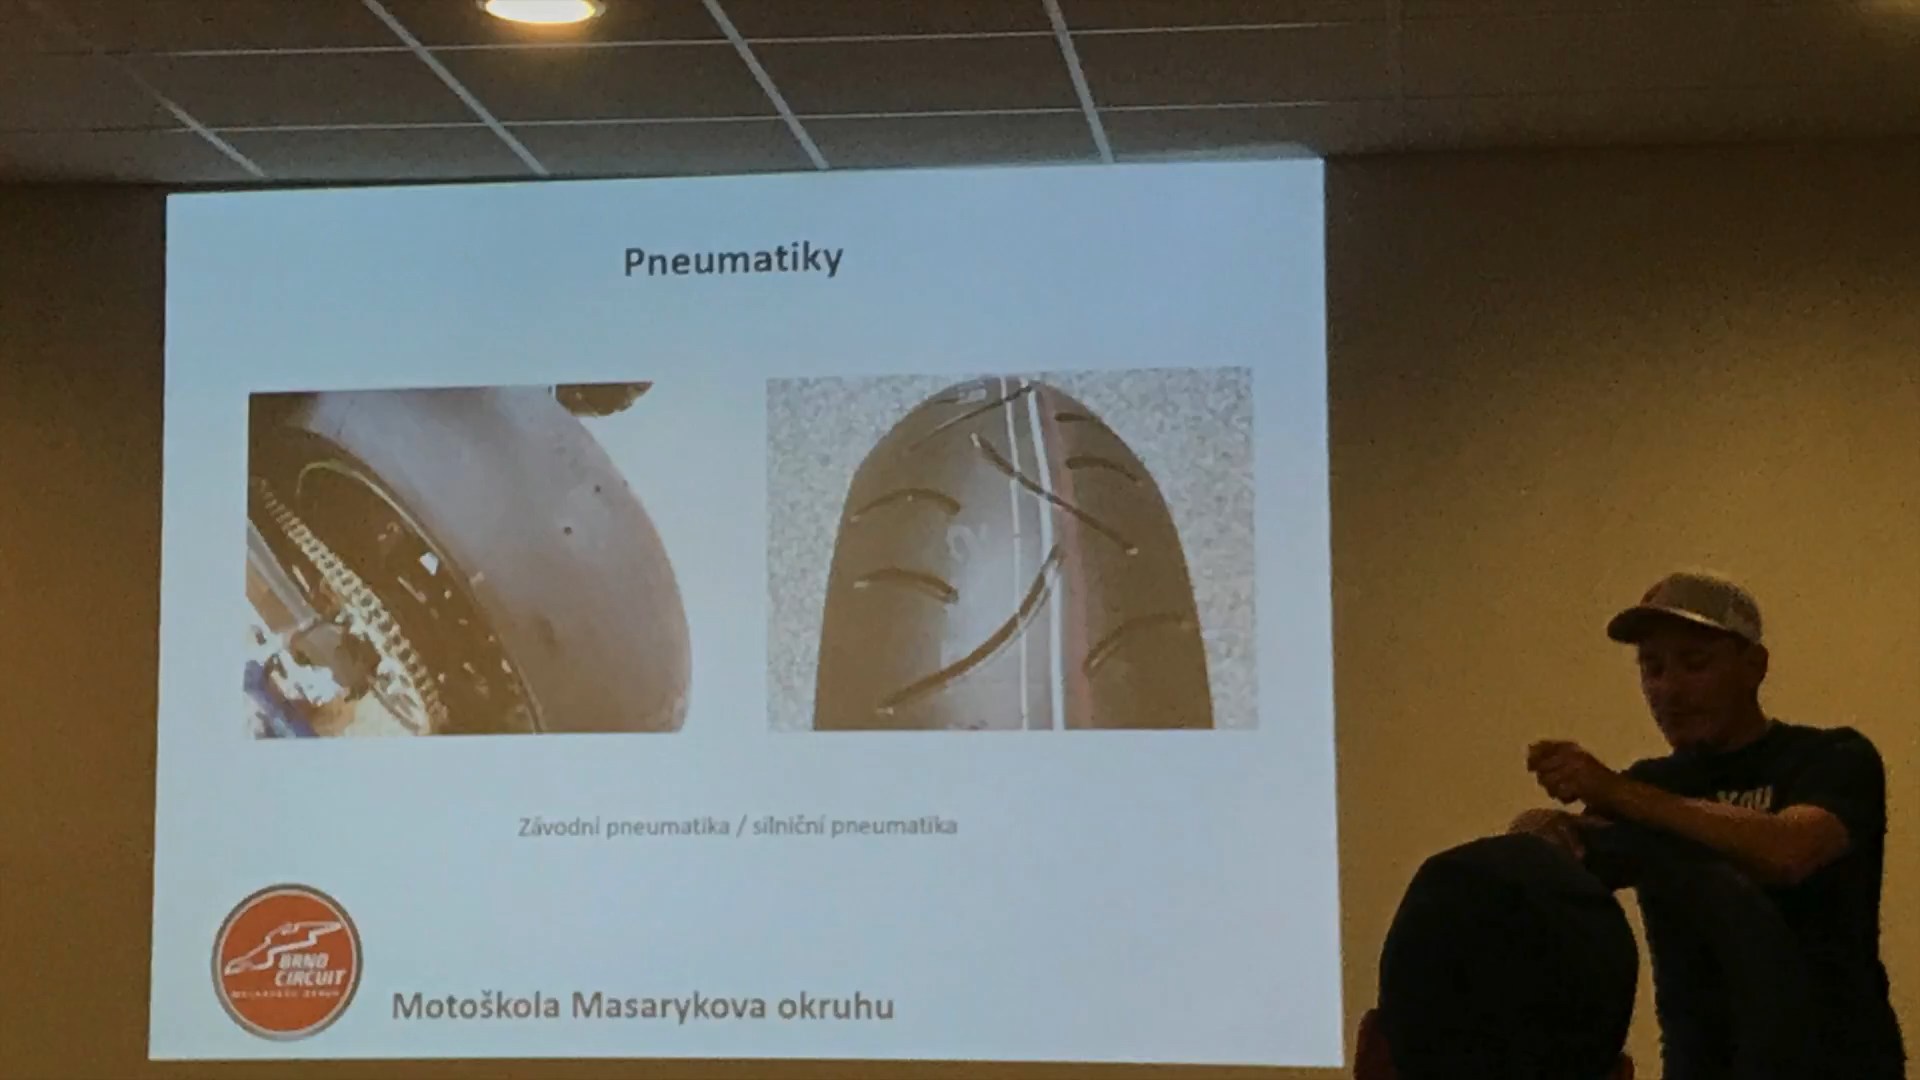 Pneumatiky
Závodní pneumatika / silniční pneumatika
BRNO
CIRCUIT
Motoškola Masarykova okruhu